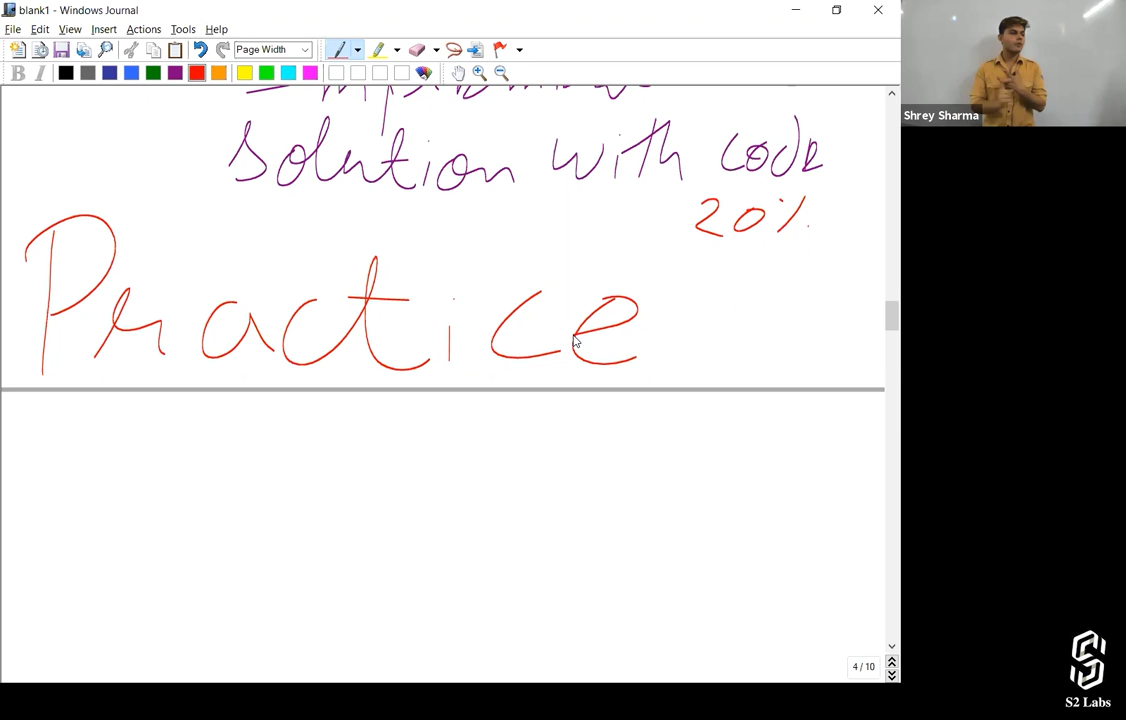 blank1 - Windows Journal
File Edit View Insert Actions Tools Help
Page Width
B I
Shrey Sharma
solution with code
20%
Practice
4 / 10
S2 Labs